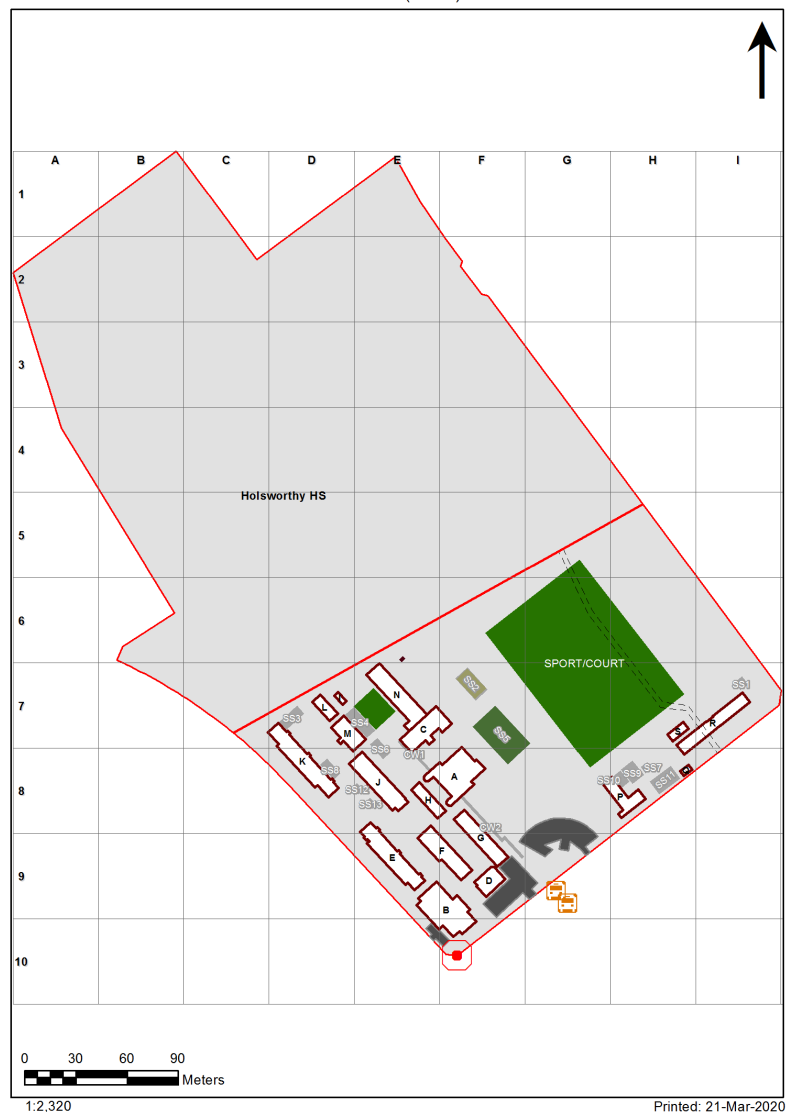 A B C D E F G H I
1
2
3
4
Holsworthy HS
5
6
SPORT/COURT
SS2
SS1
N
7
L
SS3
SS4
C
R
S
M
SS5
SS6
CW1
K
SS8
J
A
SS7
SS9
SS10
SS11
8
SS12
H
P
SS13
CW2
G
F
E
9
D
B
10
0 30 60 90
Meters
1:2,320
Printed: 21-Mar-2020